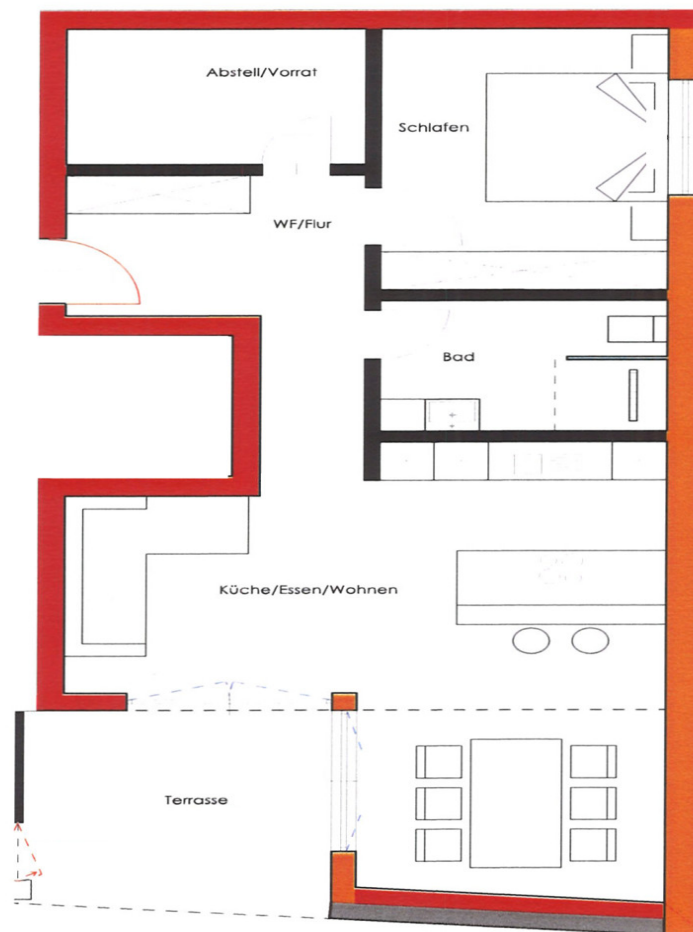 Abstell/Vorrat
Schlafen
WF/Flur
Bad
Küche/Essen/Wohnen
Terrasse